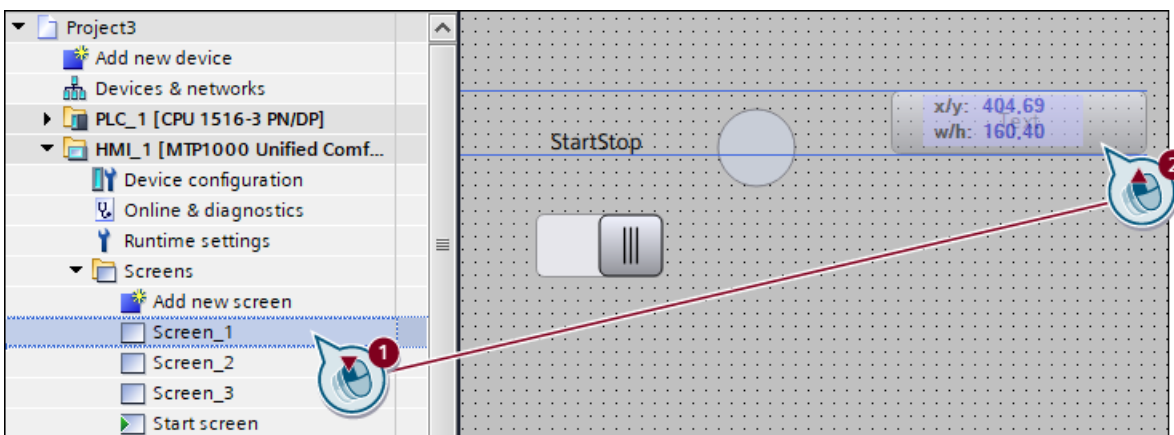 Project3
Add new device
Devices & networks
PLC_1 [CPU 1516-3 PN/DP]
HMI_1 [MTP1000 Unified Comf...
Device configuration
Online & diagnostics
Runtime settings
Screens
Add new screen
Screen_1
Screen_2
Screen_3
Start screen
1
StartStop
x/y: 404,69
Text
w/h: 160,40
2